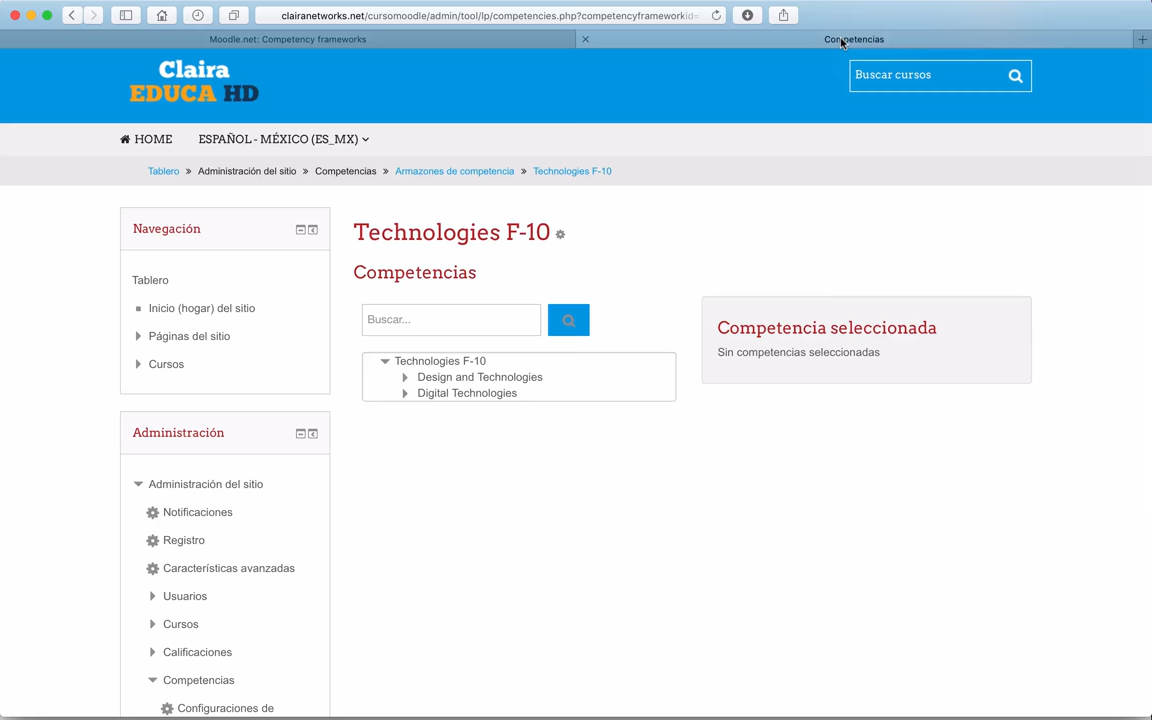 clairanetworks.net/cursomoodle/admin/tool/lp/competencies.php?competencyframeworkid=
Moodle.net: Competency frameworks
Competencias
Claira
EDUCA HD
Buscar cursos
HOME ESPAÑOL - MÉXICO (ES_MX)
Tablero » Administración del sitio » Competencias » Armazones de competencia » Technologies F-10
Navegación
Tablero
Inicio (hogar) del sitio
Páginas del sitio
Cursos
Administración
Administración del sitio
Notificaciones
Registro
Características avanzadas
Usuarios
Cursos
Calificaciones
Competencias
Configuraciones de
Technologies F-10
Competencias
Buscar...
Technologies F-10
Design and Technologies
Digital Technologies
Competencia seleccionada
Sin competencias seleccionadas